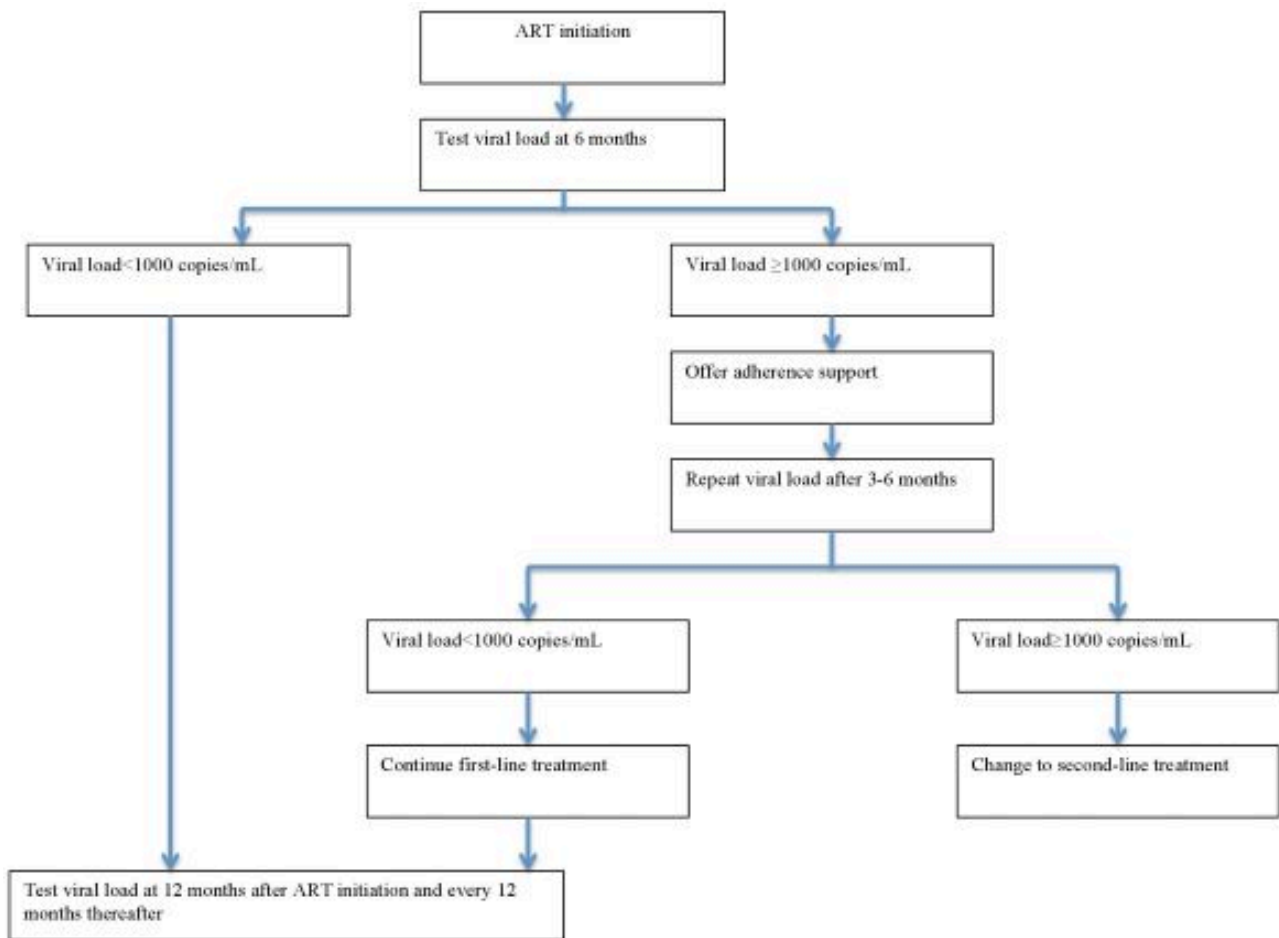 ART initiation
Test viral load at 6 months
Viral load<1000 copies/mL
Viral load ≥1000 copies/mL
Offer adherence support
Repeat viral load after 3-6 months
Viral load<1000 copies/mL
Viral load≥1000 copies/mL
Continue first-line treatment
Change to second-line treatment
Test viral load at 12 months after ART initiation and every 12
months thereafter